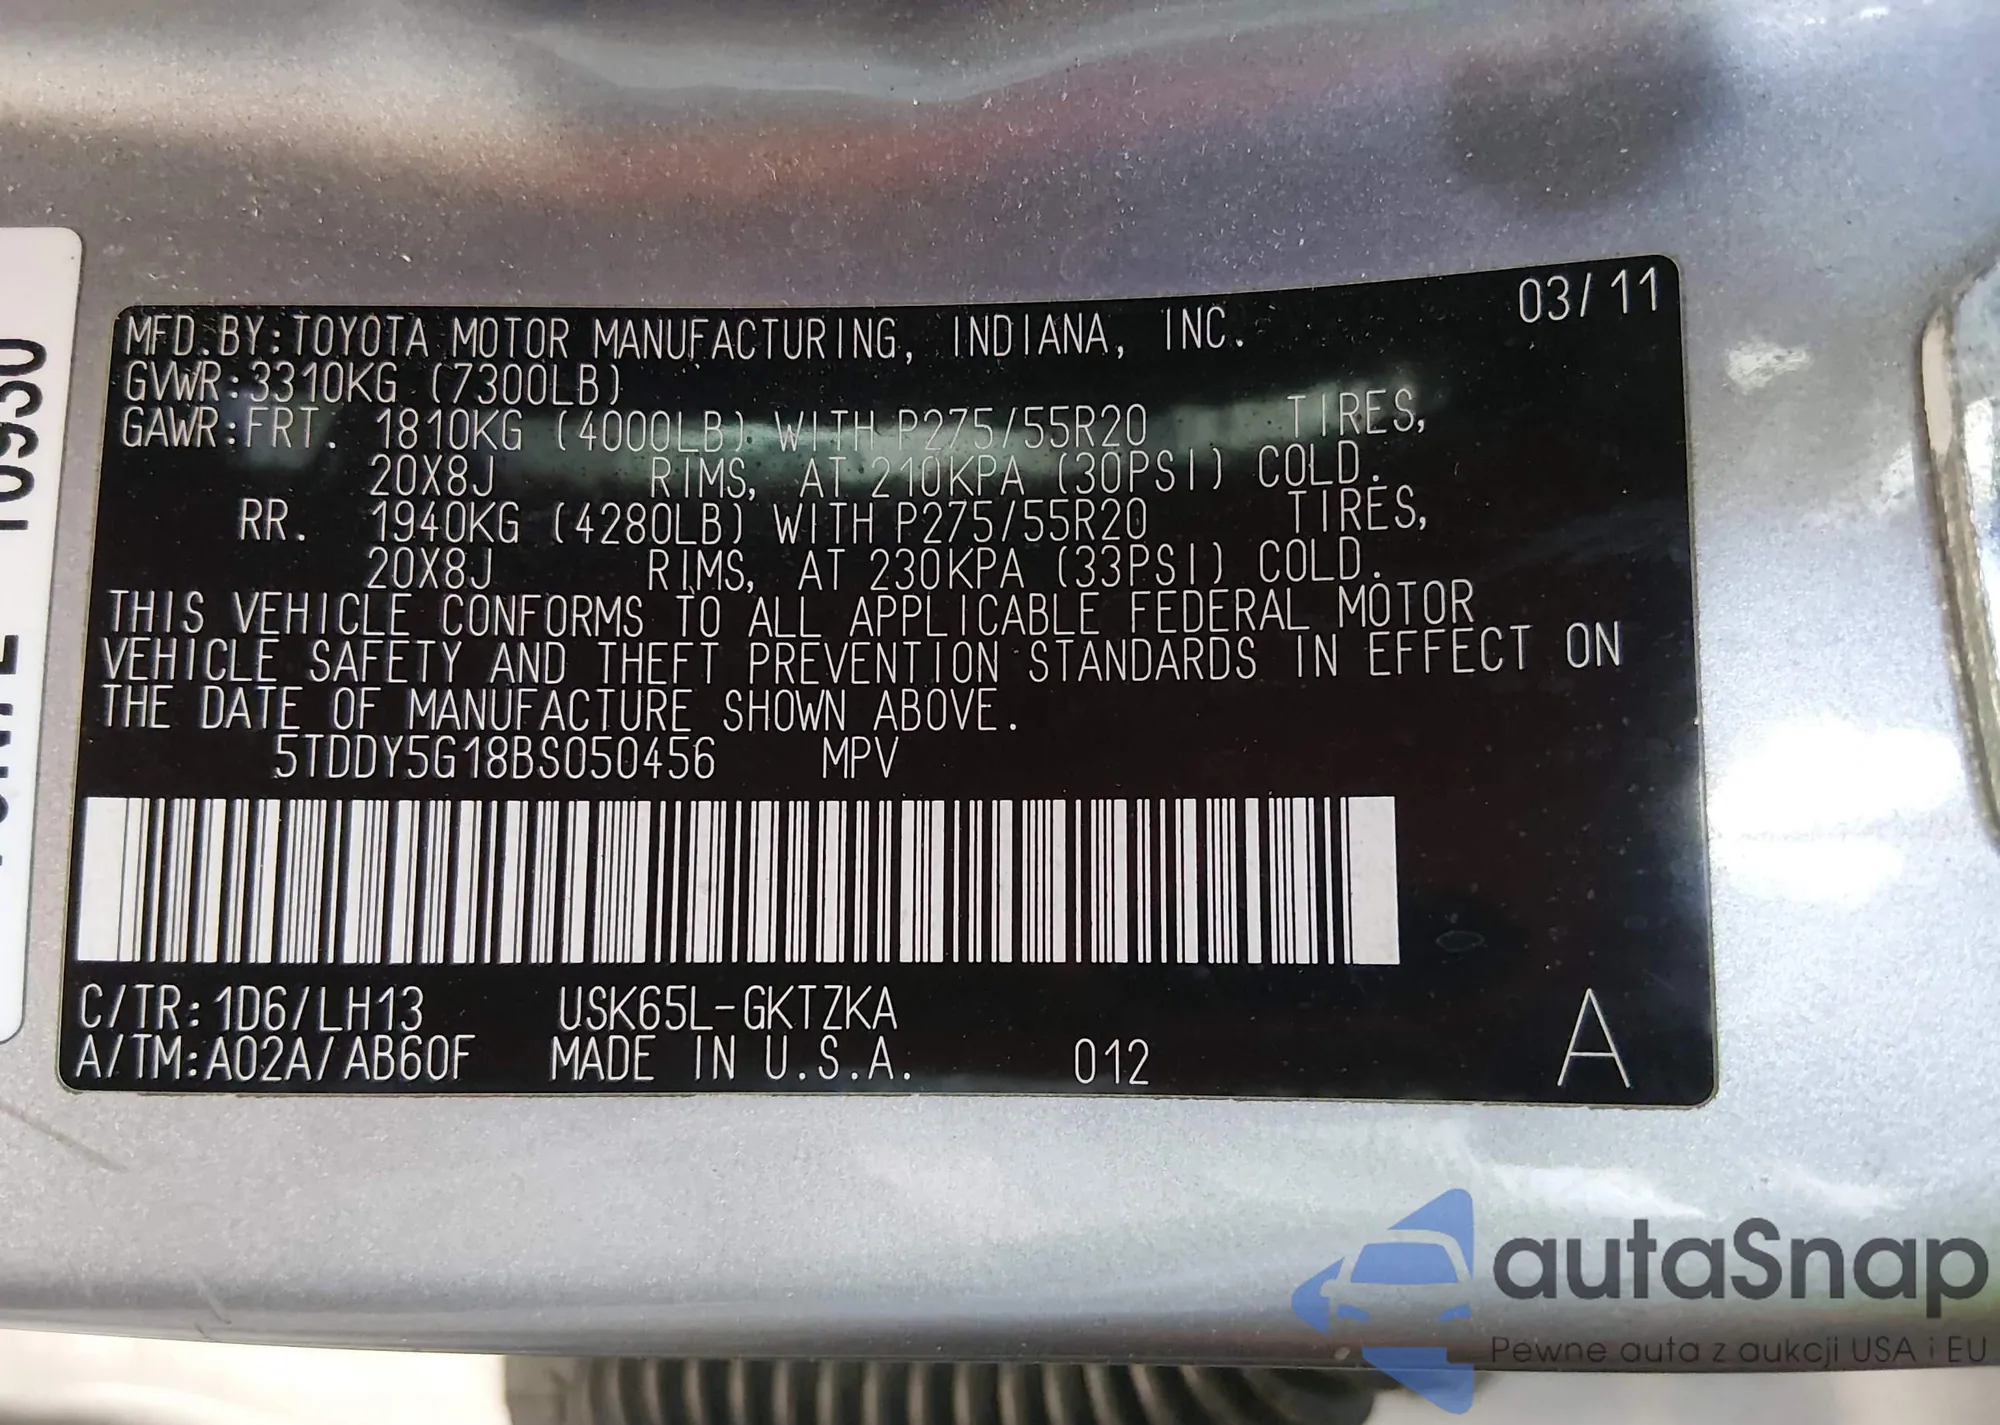 03/11
MFD.BY:TOYOTA MOTOR MANUFACTURING, INDIANA, INC.
GVWR:3310KG (7300LB)
GAWR:FRT. 1810KG (4000LB) WITH P275/55R20 TIRES,
20X8J RIMS, AT 210KPA (30PSI) COLD.
RR. 1940KG (4280LB) WITH P275/55R20 TIRES,
20X8J RIMS, AT 230KPA (33PSI) COLD.
THIS VEHICLE CONFORMS TO ALL APPLICABLE FEDERAL MOTOR
VEHICLE SAFETY AND THEFT PREVENTION STANDARDS IN EFFECT ON
THE DATE OF MANUFACTURE SHOWN ABOVE.
5TDDY5G18BS050456 MPV
C/TR:1D6/LH13 USK65L-GKTZKA
A/TM:A02A/AB60F MADE IN U.S.A. 012
A
autaSnap
Pewne auta z aukcji USA i EU